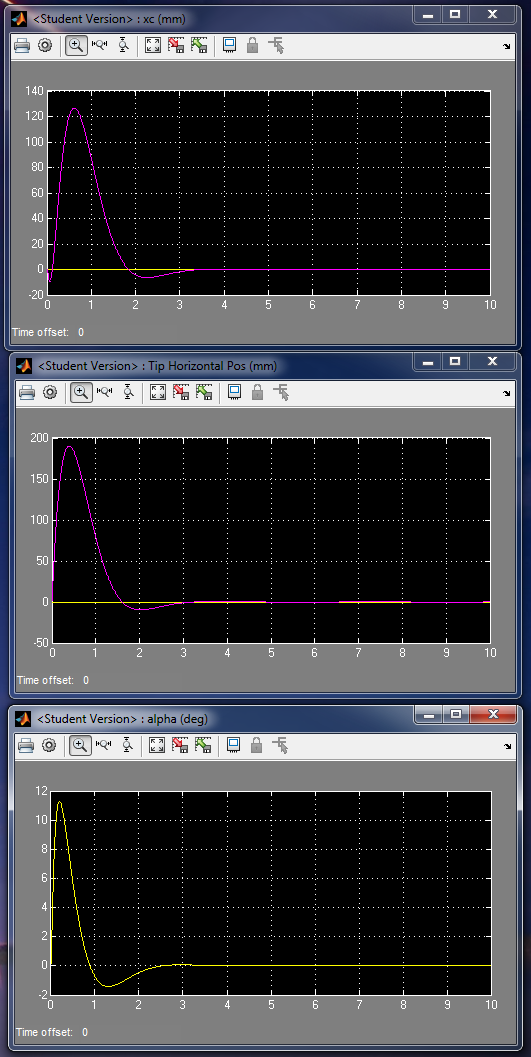 <Student Version> : xc (mm)
140
120
100
80
60
40
20
0
-20
0 1 2 3 4 5 6 7 8 9 10
Time offset: 0
<Student Version> : Tip Horizontal Pos (mm)
200
150
100
50
0
-50
0 1 2 3 4 5 6 7 8 9 10
Time offset: 0
<Student Version> : alpha (deg)
12
10
8
6
4
2
0
-2
0 1 2 3 4 5 6 7 8 9 10
Time offset: 0